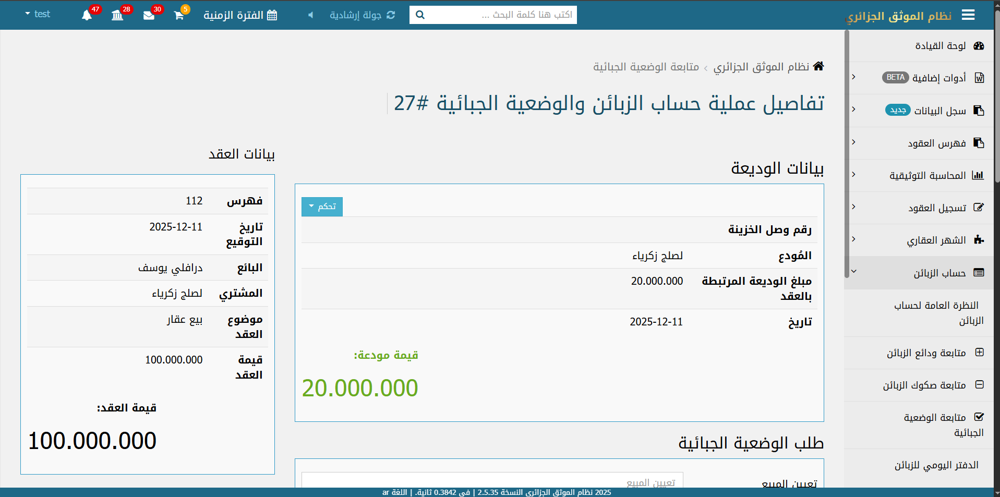 نظام الموثق الجزائري
اكتب هنا كلمة البحث ...
جولة إرشادية
الفترة الزمنية
5
30
28
47
test
لوحة القيادة
أدوات إضافية BETA
سجل البيانات جديد
فهرس العقود
المحاسبة التوثيقية
تسجيل العقود
الشهر العقاري
حساب الزبائن
النظرة العامة لحساب
الزبائن
متابعة ودائع الزبائن
متابعة صكوك الزبائن
متابعة الوضعية
الجبائية
الدفتر اليومي للزبائن
نظام الموثق الجزائري › متابعة الوضعية الجبائية
تفاصيل عملية حساب الزبائن والوضعية الجبائية #27
بيانات الوديعة
تحكم
رقم وصل الخزينة
المُودع لصلج زكرياء
مبلغ الوديعة المرتبطة 20.000.000
بالعقد
تاريخ 2025-12-11
قيمة مودعة:
20.000.000
طلب الوضعية الجبائية
تعيين المبيع تعيين المبيع
بيانات العقد
فهرس 112
تاريخ 2025-12-11
التوقيع
البائع درافلي يوسف
المشتري لصلج زكرياء
موضوع بيع عقار
العقد
قيمة 100.000.000
العقد
قيمة العقد:
100.000.000
2025 نظام الموثق الجزائري النسخة 2.5.35 | في 0.3842 ثانية. | اللغة ar